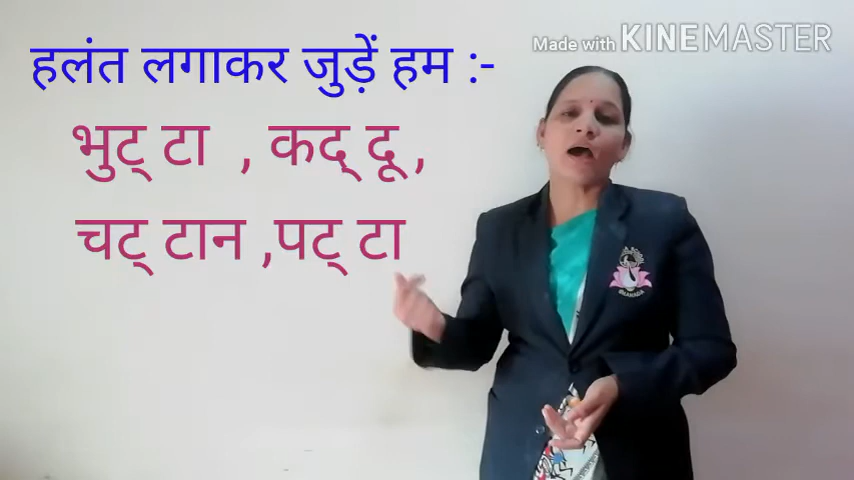 Made with KINEMASTER
हलंत लगाकर जुड़ें हम :-
भुट् टा , कद् दू ,
चट् टान ,पट् टा